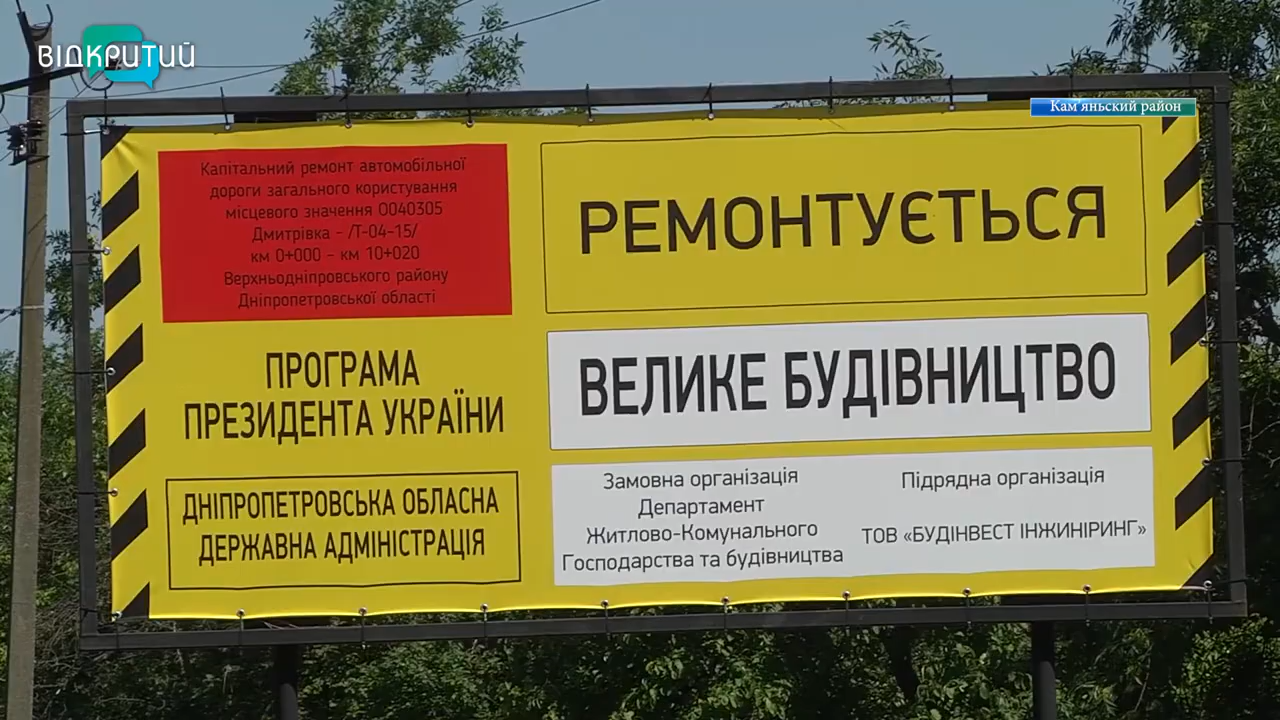 ВІДКРИТИЙ
Кам'янський район
Капітальний ремонт автомобільної
дороги загального користування
місцевого значення О040305
Дмитрівка - /Т-04-15/
км 0+000 – км 10+020
Верхньодніпровського району
Дніпропетровської області
РЕМОНТУЄТЬСЯ
ПРОГРАМА
ПРЕЗИДЕНТА УКРАЇНИ
ВЕЛИКЕ БУДІВНИЦТВО
ДНІПРОПЕТРОВСЬКА ОБЛАСНА
ДЕРЖАВНА АДМІНІСТРАЦІЯ
Замовна організація
Департамент
Житлово-Комунального
Господарства та будівництва
Підрядна організація
ТОВ «БУДІНВЕСТ ІНЖИНІРИНГ»